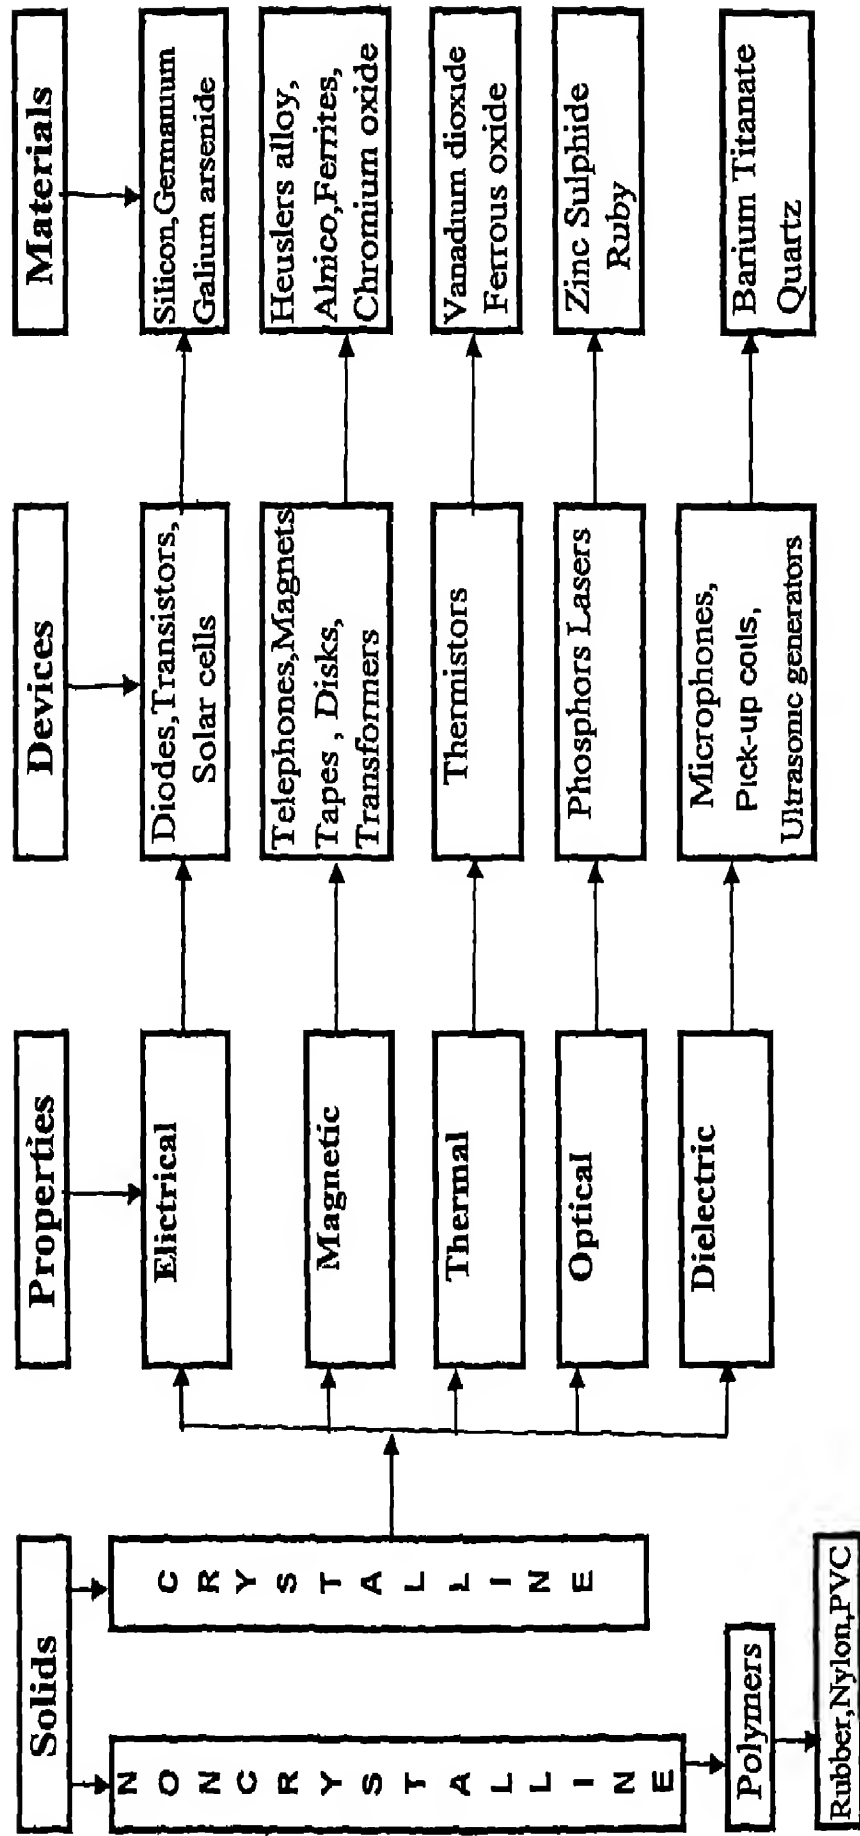 Solids
Properties
Devices
Materials
NONCRYSTALLINE
CRYSTALLINE
Elictrical
Diodes,Transistors,
Solar cells
Silicon,Germanium
Galium arsenide
Magnetic
Telephones,Magnets
Tapes , Disks,
Transformers
Heuslers alloy,
Alnico,Ferrites,
Chromium oxide
Thermal
Thermistors
Vanadium dioxide
Ferrous oxide
Optical
Phosphors Lasers
Zinc Sulphide
Ruby
Dielectric
Microphones,
Pick-up coils,
Ultrasonic generators
Barium Titanate
Quartz
Polymers
Rubber,Nylon,PVC